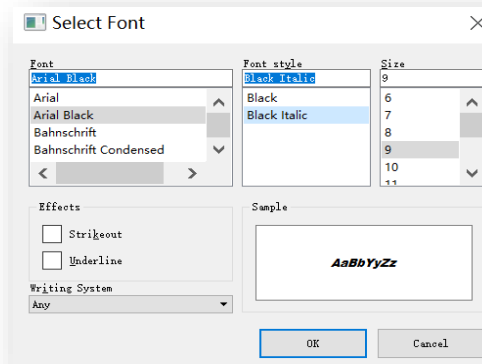 Select Font
Font
Font style
Size
Arial Black
Black Italic
9
Arial
Arial Black
Bahnschrift
Bahnschrift Condensed
Black
Black Italic
6
7
8
9
10
11
Effects
Strikeout
Underline
Sample
AaBbYyZz
Writing System
Any
OK
Cancel